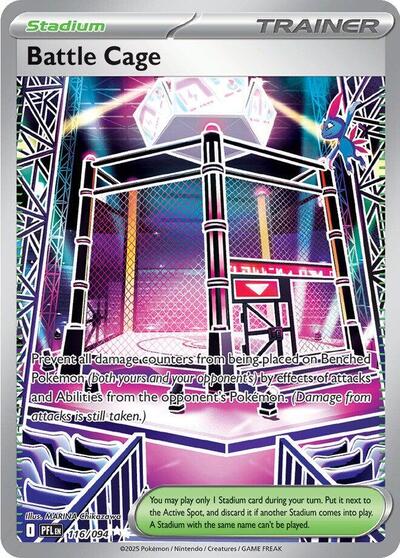 Stadium
TRAINER
Battle Cage
Prevent all damage counters from being placed on Benched
Pokémon (both yours and your opponent's) by effects of attacks
and Abilities from the opponent's Pokémon. (Damage from
attacks is still taken.)
Illus. MARINA Chikazawa
I PFL EN 116/094
You may play only 1 Stadium card during your turn. Put it next to
the Active Spot, and discard it if another Stadium comes into play.
A Stadium with the same name can't be played.
©2025 Pokémon / Nintendo / Creatures / GAME FREAK